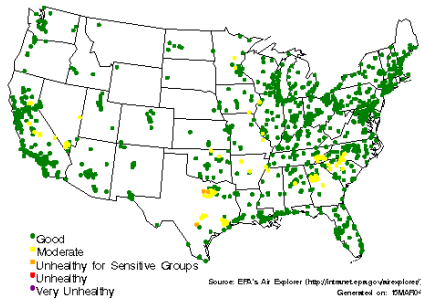 Good
Moderate
Unhealthy for Sensitive Groups
Unhealthy
Very Unhealthy
Source: EPA's Air Explorer (http://intranet.epa.gov/airexplorer/)
Generated on: 15MAR04